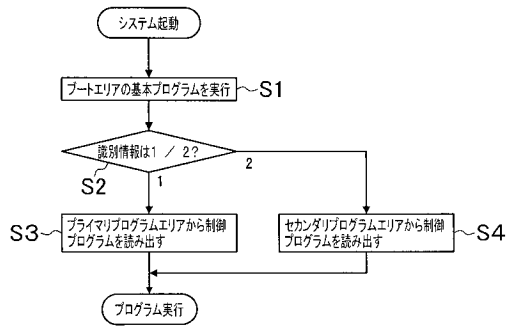 システム起動
ブートエリアの基本プログラムを実行
S1
識別情報は1 / 2?
S2
2
1
S3
プライマリプログラムエリアから制御
プログラムを読み出す
セカンダリプログラムエリアから制御
プログラムを読み出す
S4
プログラム実行